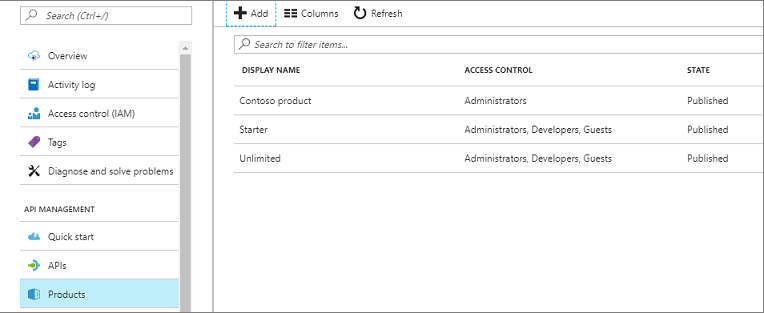 Search (Ctrl+/)
Overview
Activity log
Access control (IAM)
Tags
Diagnose and solve problems
API MANAGEMENT
Quick start
APIs
Products
Add Columns Refresh
Search to filter items...
DISPLAY NAME ACCESS CONTROL STATE
Contoso product Administrators Published
Starter Administrators, Developers, Guests Published
Unlimited Administrators, Developers, Guests Published